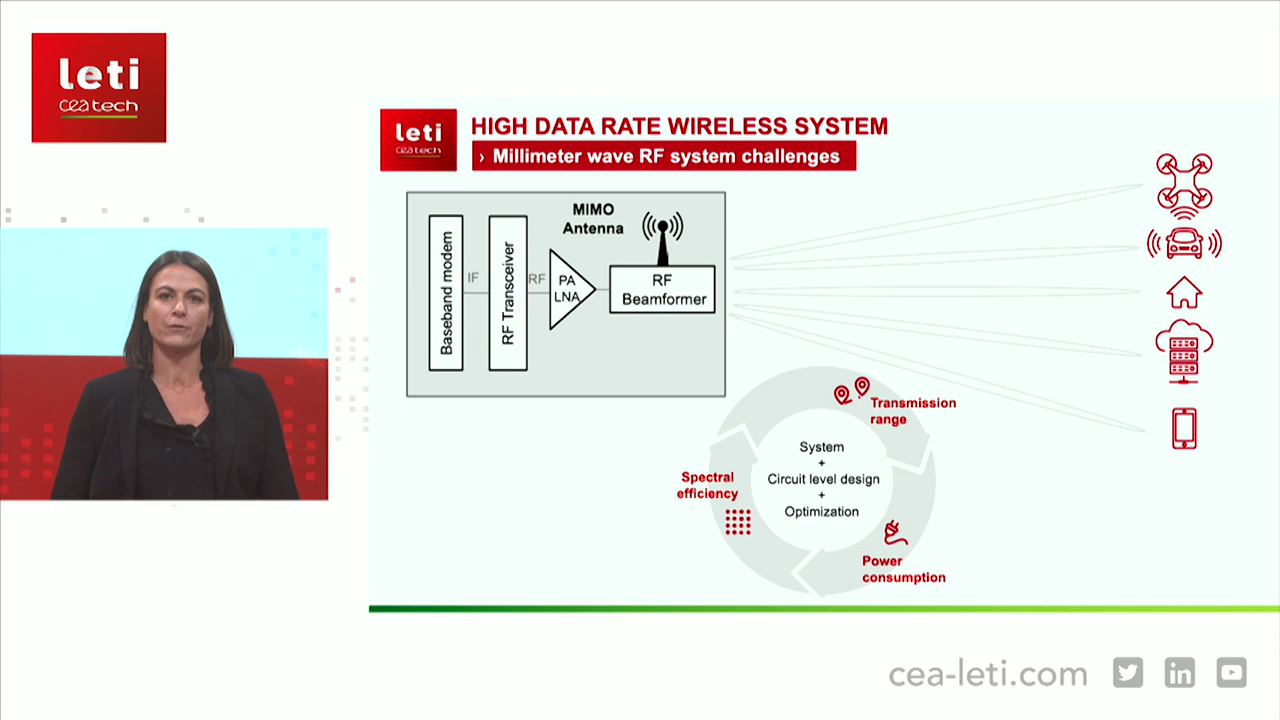 leti
cea tech
leti
cea tech
HIGH DATA RATE WIRELESS SYSTEM
› Millimeter wave RF system challenges
MIMO
Antenna
Baseband modem
IF
RF Transceiver
RF
PA
LNA
RF
Beamformer
Transmission
range
System
+
Circuit level design
+
Optimization
Spectral
efficiency
Power
consumption
cea-leti.com
in